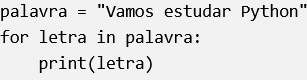 palavra = "Vamos estudar Python"
for letra in palavra:
    print(letra)